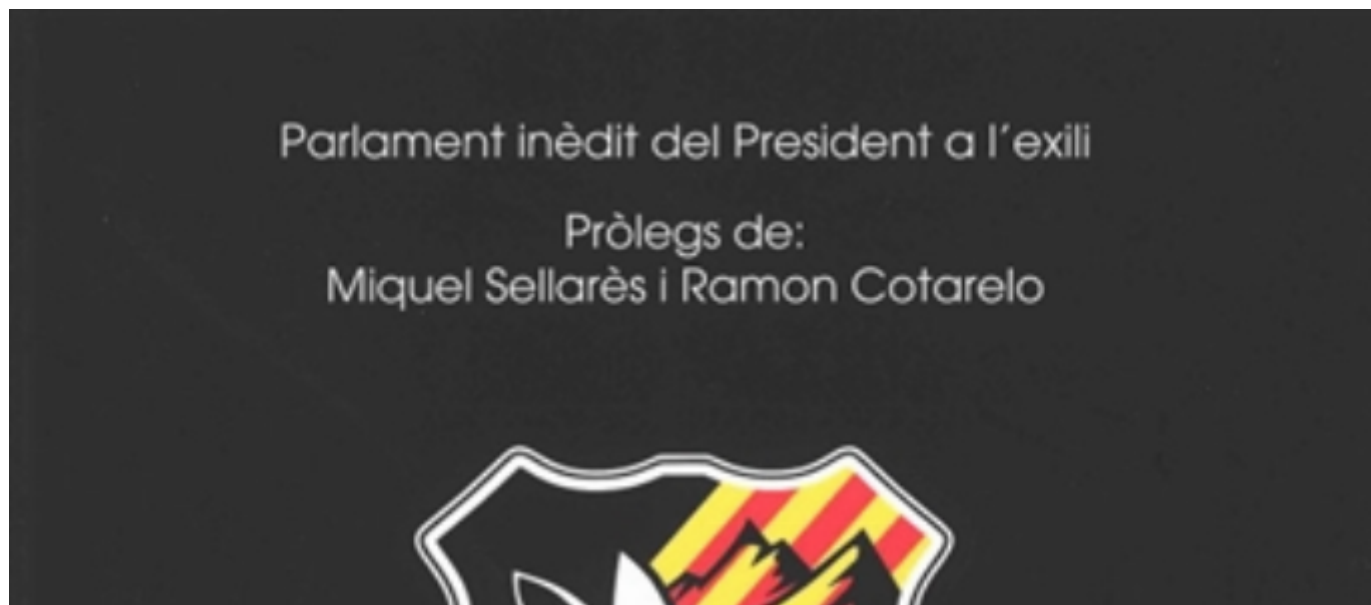 Parlament inèdit del President a l'exili
Pròlegs de:
Miquel Sellarès i Ramon Cotarelo